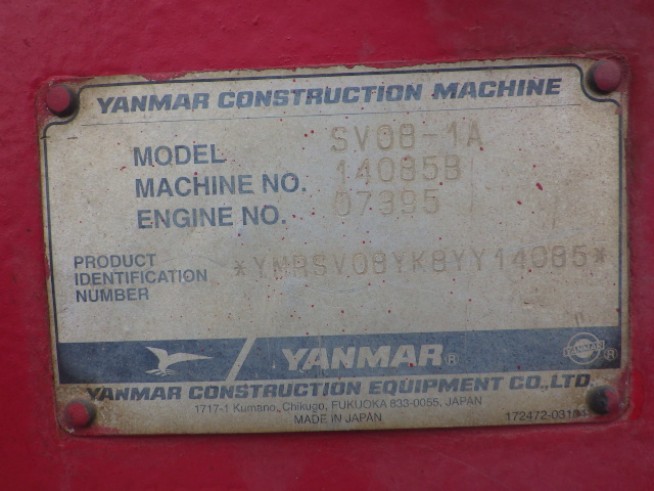 YANMAR CONSTRUCTION MACHINE
MODEL SV08-1A
MACHINE NO. 14085B
ENGINE NO. 07395
PRODUCT
IDENTIFICATION *YMRSV08YK8YY14085*
NUMBER
YANMAR®
®
YANMAR CONSTRUCTION EQUIPMENT CO.,LTD.
1717-1 Kumano, Chikugo, FUKUOKA 833-0055, JAPAN
MADE IN JAPAN